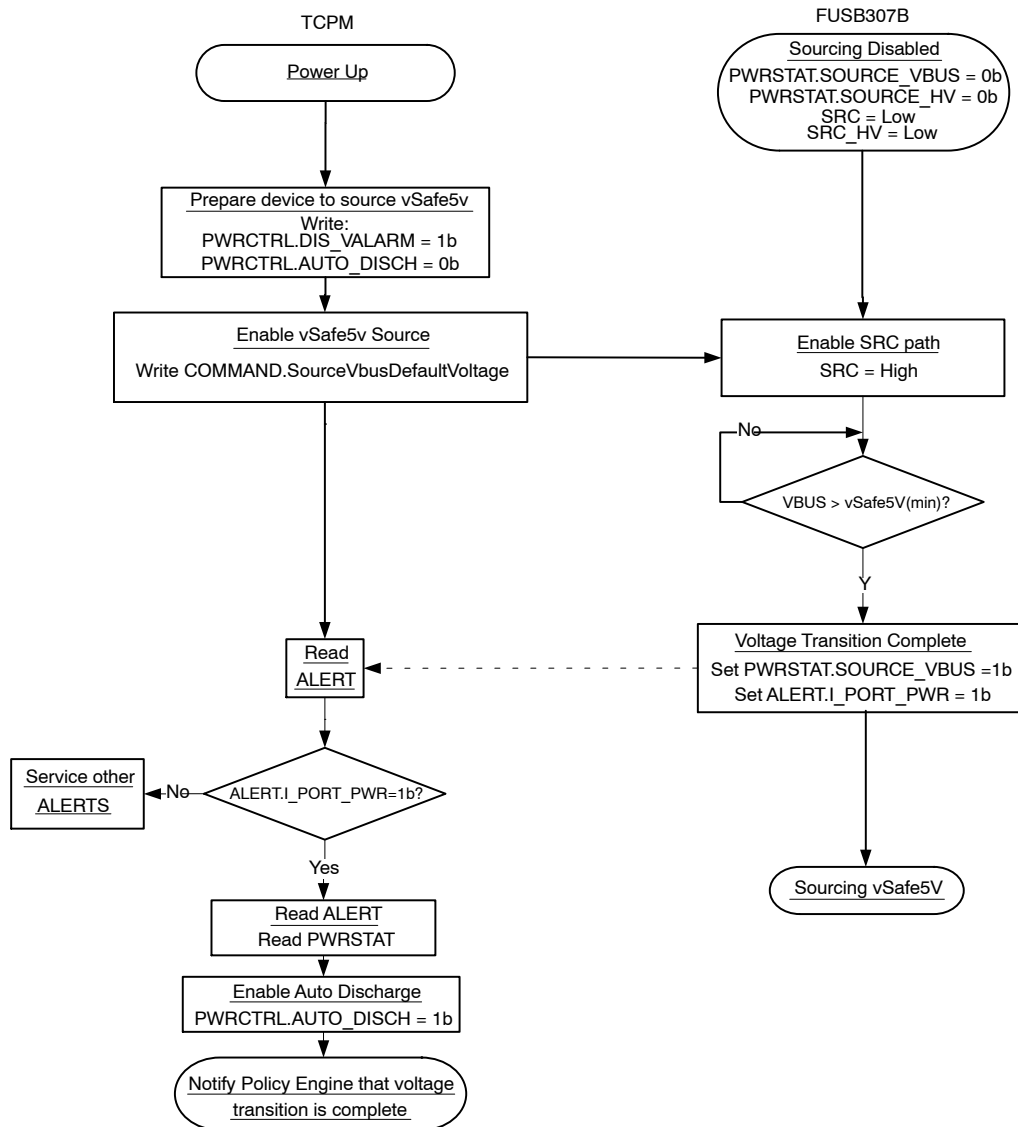 TCPM
Power Up
Prepare device to source vSafe5v
Write:
PWRCTRL.DIS_VALARM = 1b
PWRCTRL.AUTO_DISCH = 0b
Enable vSafe5v Source
Write COMMAND.SourceVbusDefaultVoltage
Read
ALERT
ALERT.I_PORT_PWR=1b?
No
Service other
ALERTS
Yes
Read ALERT
Read PWRSTAT
Enable Auto Discharge
PWRCTRL.AUTO_DISCH = 1b
Notify Policy Engine that voltage
transition is complete
FUSB307B
Sourcing Disabled
PWRSTAT.SOURCE_VBUS = 0b
PWRSTAT.SOURCE_HV = 0b
SRC = Low
SRC_HV = Low
Enable SRC path
SRC = High
No
VBUS > vSafe5V(min)?
Y
Voltage Transition Complete
Set PWRSTAT.SOURCE_VBUS =1b
Set ALERT.I_PORT_PWR = 1b
Sourcing vSafe5V